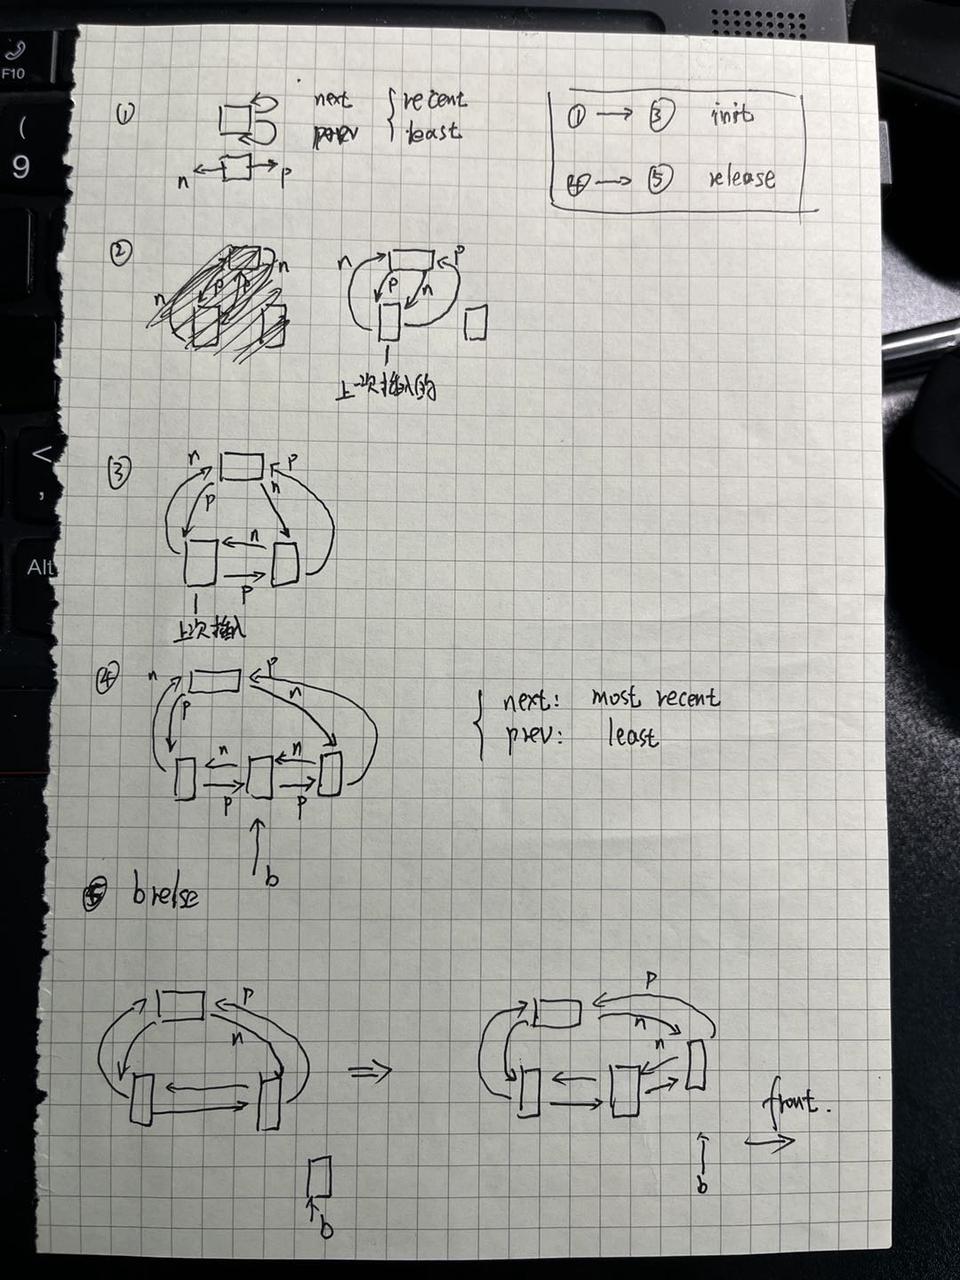 F10
(
9
<
,
Alt
① next { recent
prev least
n p
① → ③ init
④ → ⑤ release
② n n p p
n p p n
上一次插入的
③ n p p n
n
p
上次插入
④ n p p n
n n
p p
b
{ next: most recent
prev: least
⑤ brelse
p
n
⇒
p
n
n
front.
b
b